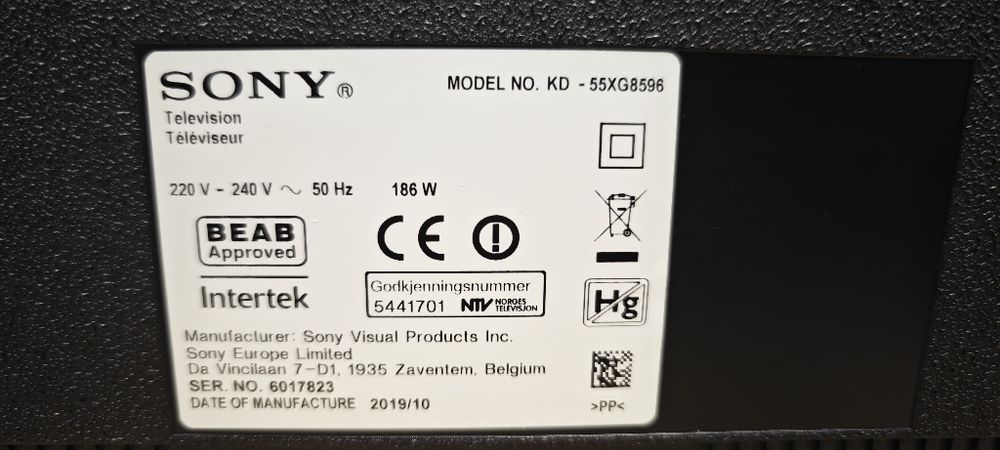 SONY®
MODEL NO. KD - 55XG8596
Television
Téléviseur
220 V - 240 V ~ 50 Hz 186 W
BEAB
Approved
CE
Intertek
Godkjenningsnummer
5441701 NTV NORGES TELEVISJON
Hg
Manufacturer: Sony Visual Products Inc.
Sony Europe Limited
Da Vincilaan 7-D1, 1935 Zaventem, Belgium
SER. NO. 6017823
DATE OF MANUFACTURE 2019/10
>PP<